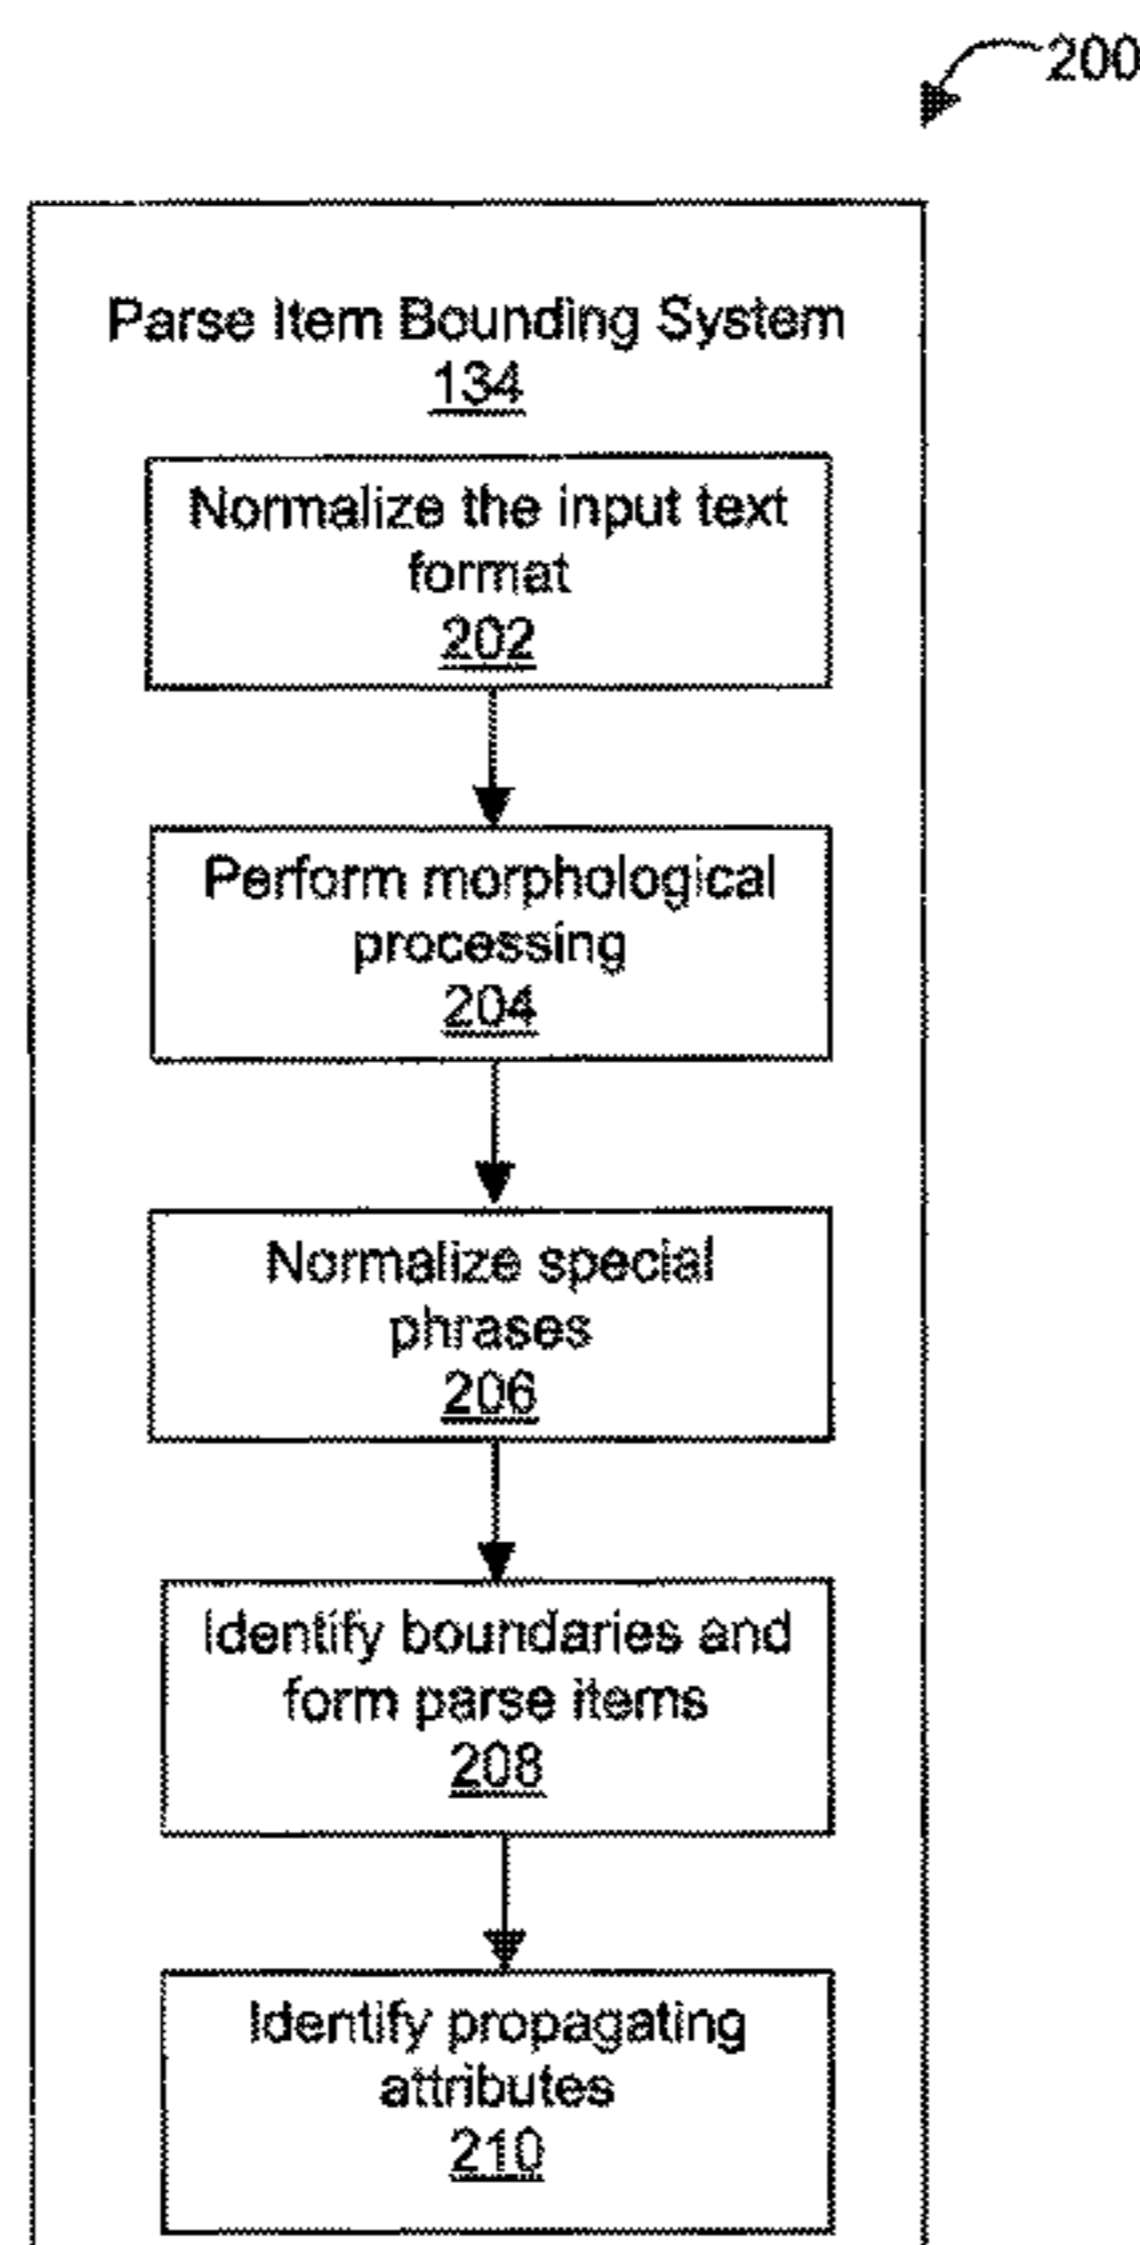 200
Parse Item Bounding System
134
Normalize the input text
format
202
Perform morphological
processing
204
Normalize special
phrases
206
Identify boundaries and
form parse items
208
Identify propagating
attributes
210